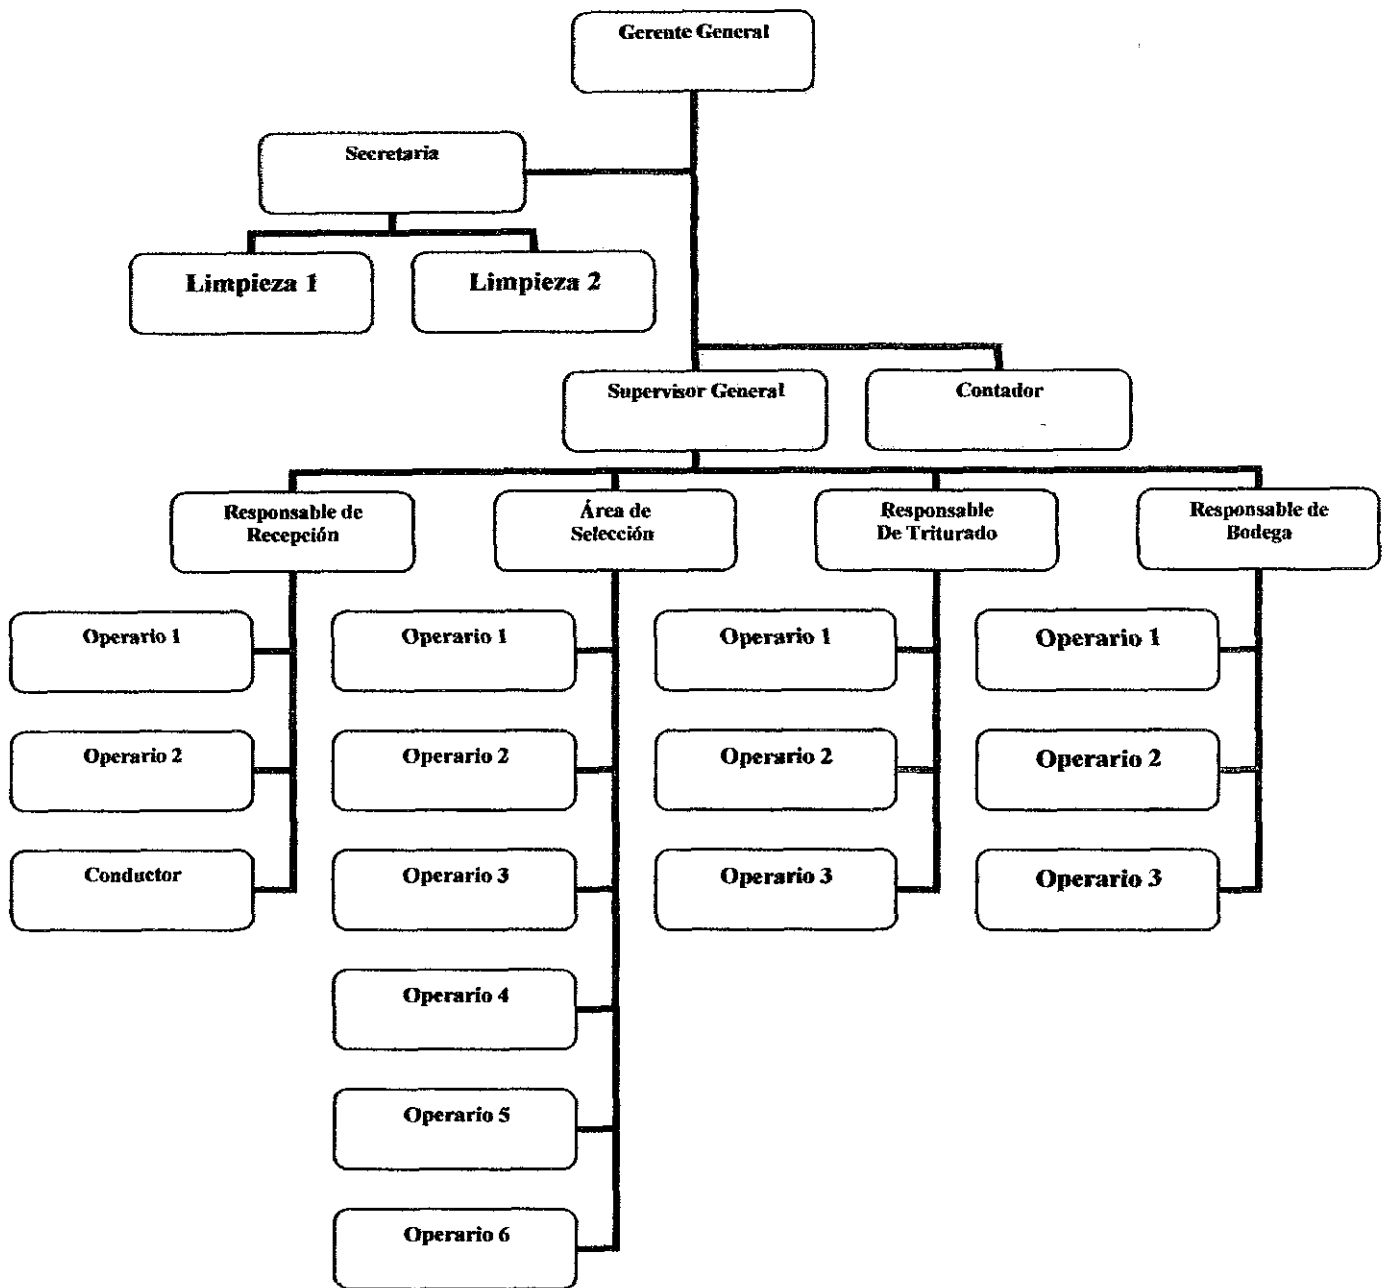 Gerente General
Secretaria
Limpieza 1
Limpieza 2
Supervisor General
Contador
Responsable de
Recepción
Área de
Selección
Responsable
De Triturado
Responsable de
Bodega
Operario 1
Operario 1
Operario 1
Operario 1
Operario 2
Operario 2
Operario 2
Operario 2
Conductor
Operario 3
Operario 3
Operario 3
Operario 4
Operario 5
Operario 6